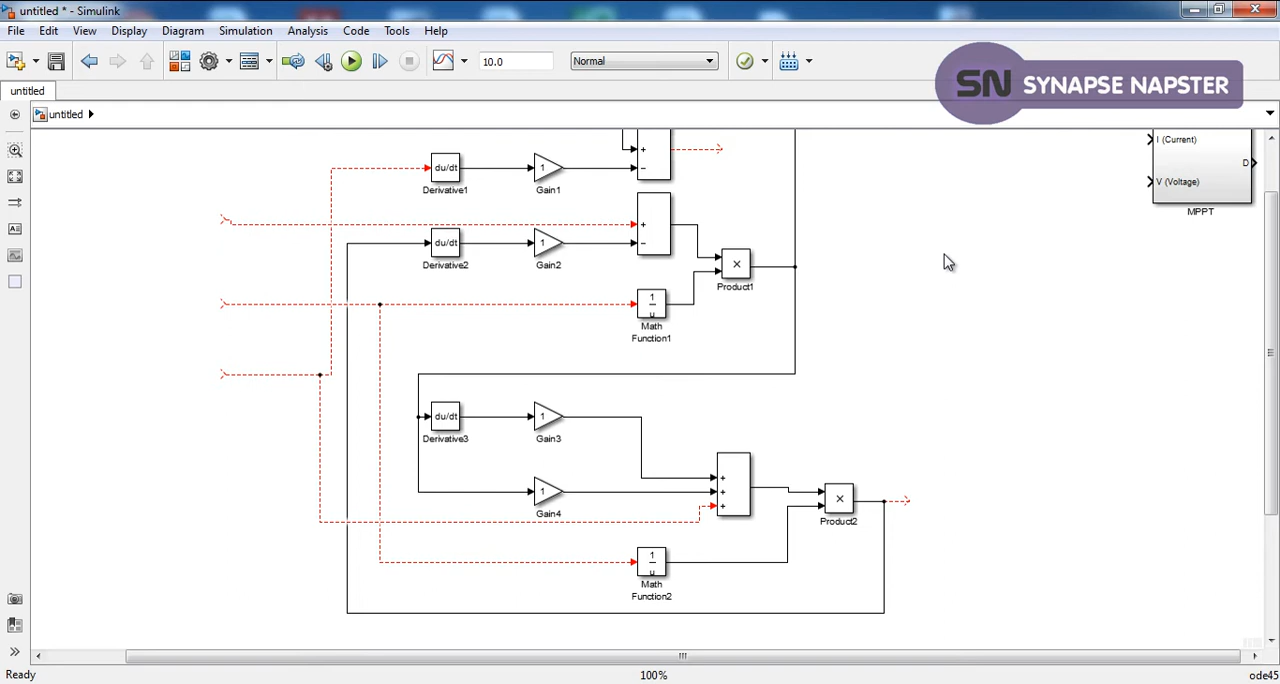 untitled * - Simulink
File Edit View Display Diagram Simulation Analysis Code Tools Help
10.0 Normal
SN SYNAPSE NAPSTER
untitled
untitled
I (Current)
D
V (Voltage)
MPPT
+
-
du/dt
Derivative1
1
Gain1
+
-
du/dt
Derivative2
1
Gain2
×
Product1
1
u
Math
Function1
du/dt
Derivative3
1
Gain3
1
Gain4
+
+
+
×
Product2
1
u
Math
Function2
Ready 100% ode45